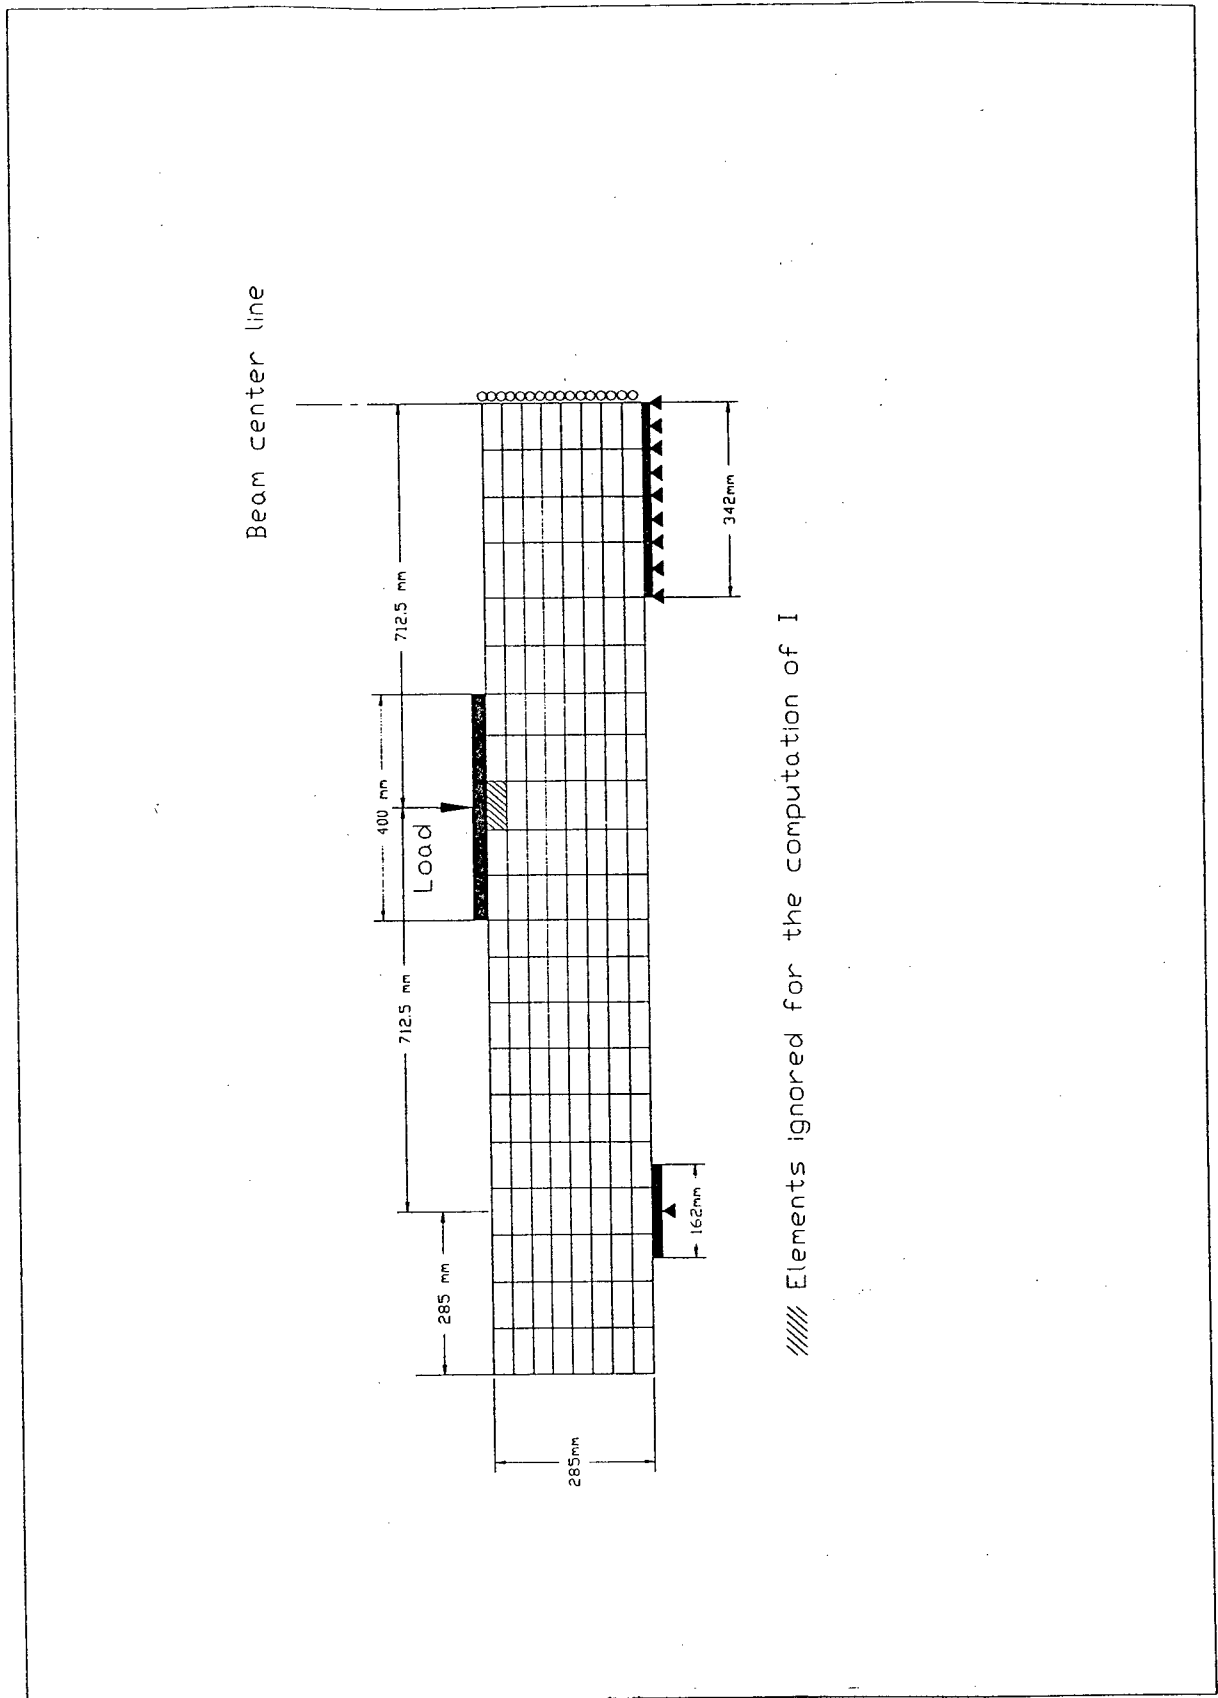 Beam center line
712.5 mm
400 mm
Load
712.5 mm
285 mm
342mm
162mm
285mm
Elements ignored for the computation of I